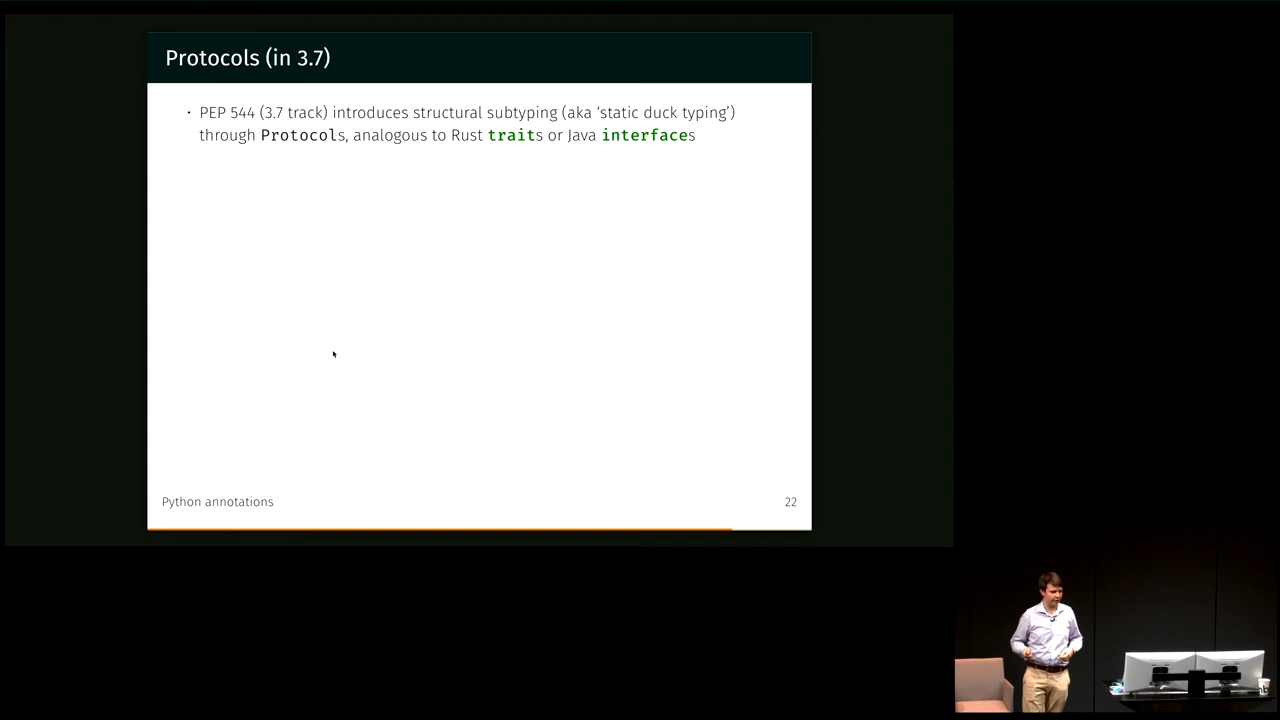 Protocols (in 3.7)
• PEP 544 (3.7 track) introduces structural subtyping (aka ‘static duck typing’)
through Protocols, analogous to Rust traits or Java interfaces
Python annotations
22